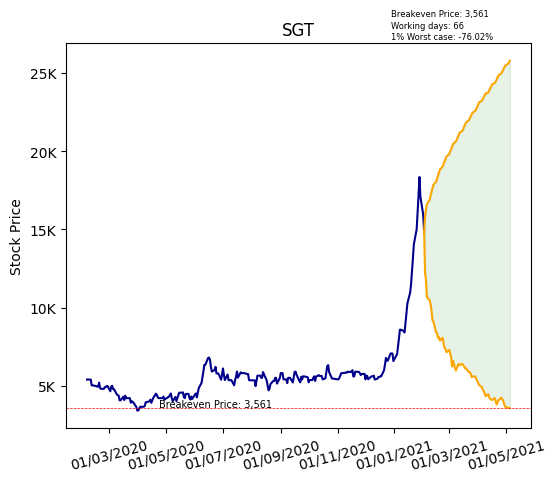 Breakeven Price: 3,561
Working days: 66
1% Worst case: -76.02%
SGT
Stock Price
25K
20K
15K
10K
5K
Breakeven Price: 3,561
01/03/2020
01/05/2020
01/07/2020
01/09/2020
01/11/2020
01/01/2021
01/03/2021
01/05/2021